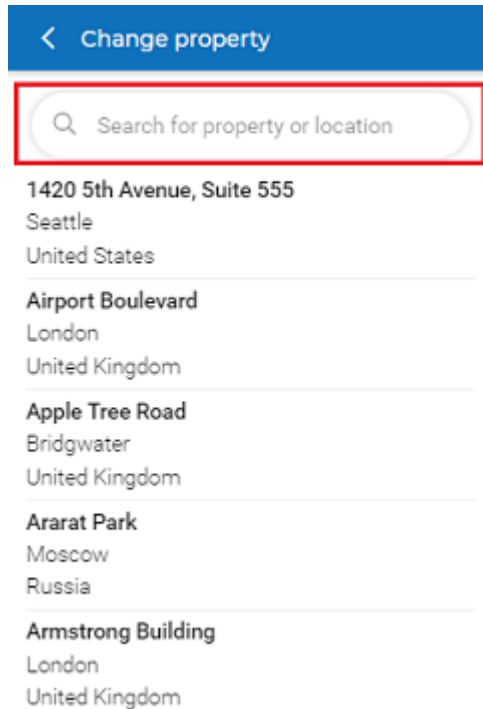 Change property
Search for property or location
1420 5th Avenue, Suite 555
Seattle
United States
Airport Boulevard
London
United Kingdom
Apple Tree Road
Bridgwater
United Kingdom
Ararat Park
Moscow
Russia
Armstrong Building
London
United Kingdom